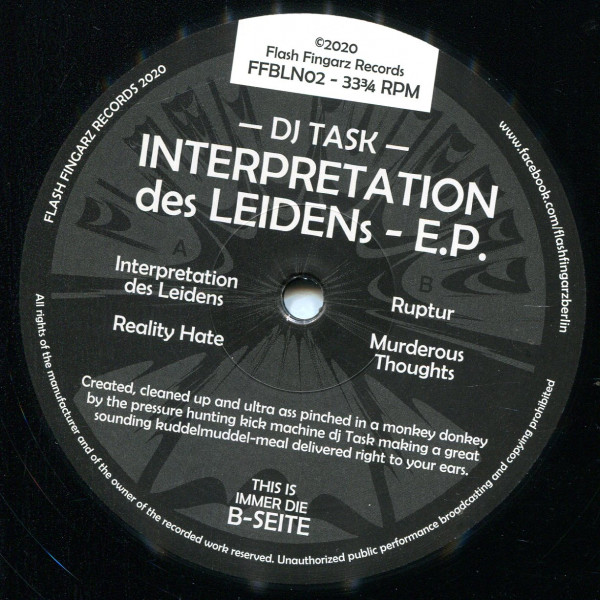 ©2020
Flash Fingarz Records
FFBLN02 - 33¾ RPM
FLASH FINGARZ RECORDS 2020
www.facebook.com/flashfingarzberlin
— DJ TASK —
INTERPRETATION
des LEIDENs - E.P.
A
Interpretation
des Leidens
Reality Hate
B
Ruptur
Murderous
Thoughts
Created, cleaned up and ultra ass pinched in a monkey donkey
by the pressure hunting kick machine dj Task making a great
sounding kuddelmuddel-meal delivered right to your ears.
THIS IS
IMMER DIE
B-SEITE
All rights of the manufacturer and of the owner of the recorded work reserved. Unauthorized public performance broadcasting and copying prohibited